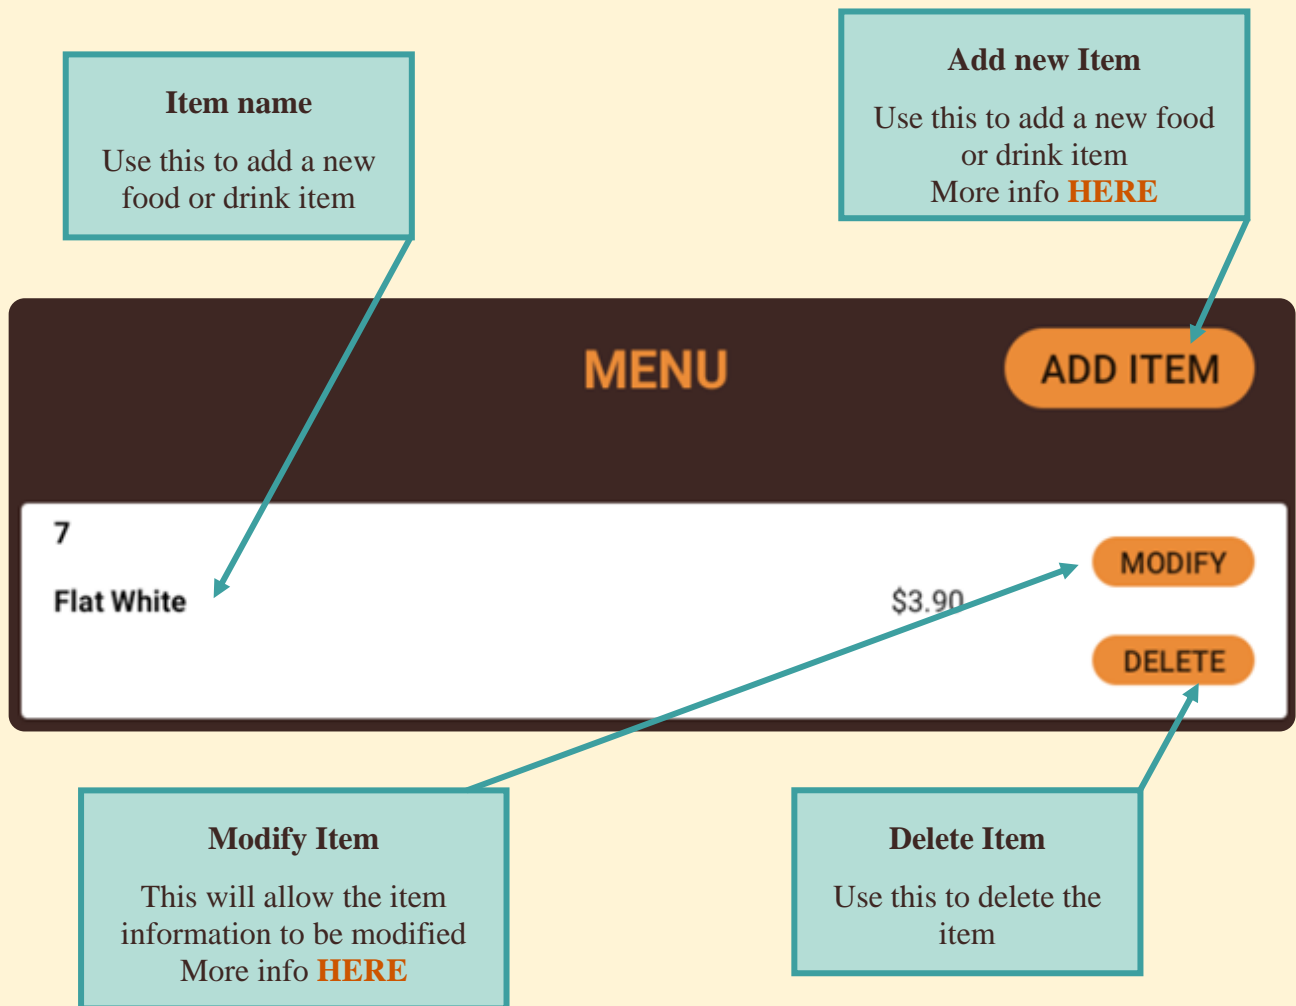 Item name
Use this to add a new
food or drink item
Add new Item
Use this to add a new food
or drink item
More info HERE
MENU
ADD ITEM
7
MODIFY
Flat White
$3.90
DELETE
Modify Item
This will allow the item
information to be modified
More info HERE
Delete Item
Use this to delete the
item